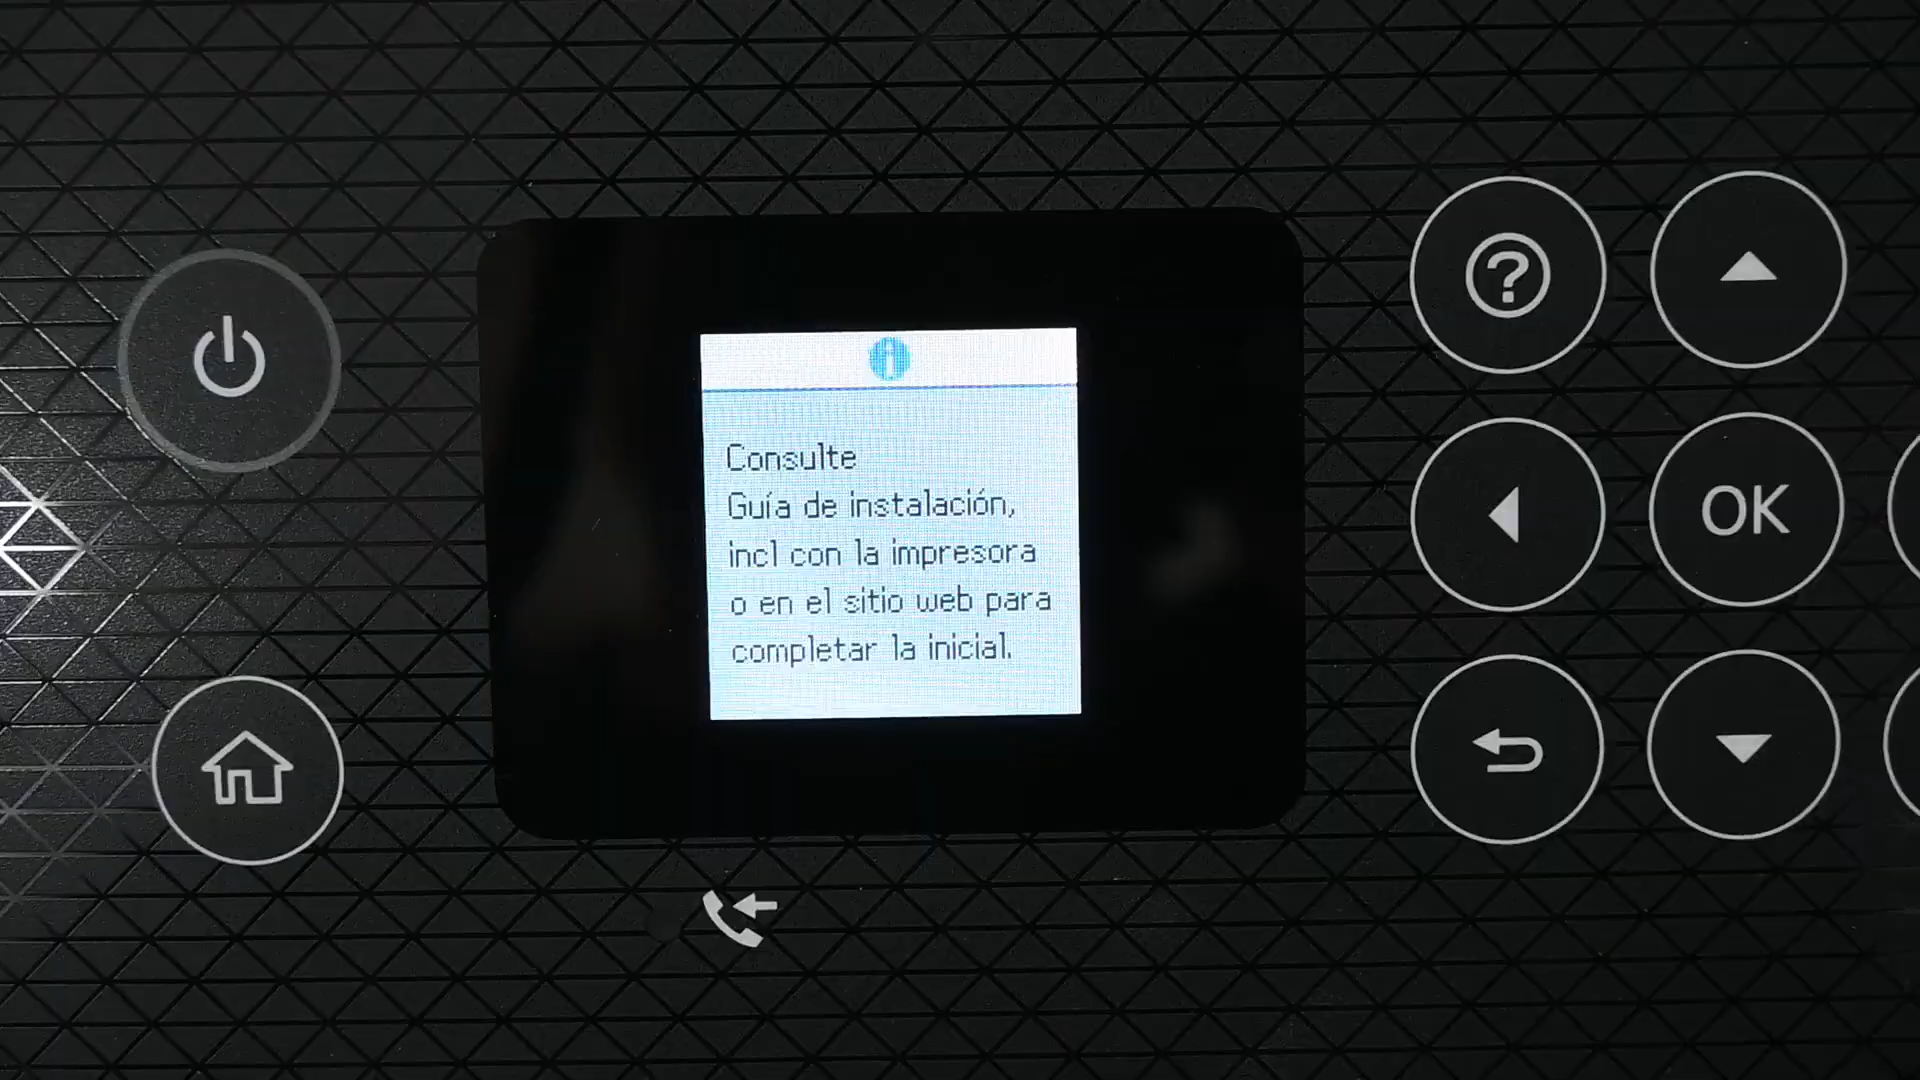 Consulte
Guía de instalación,
incl con la impresora
o en el sitio web para
completar la inicial.
OK